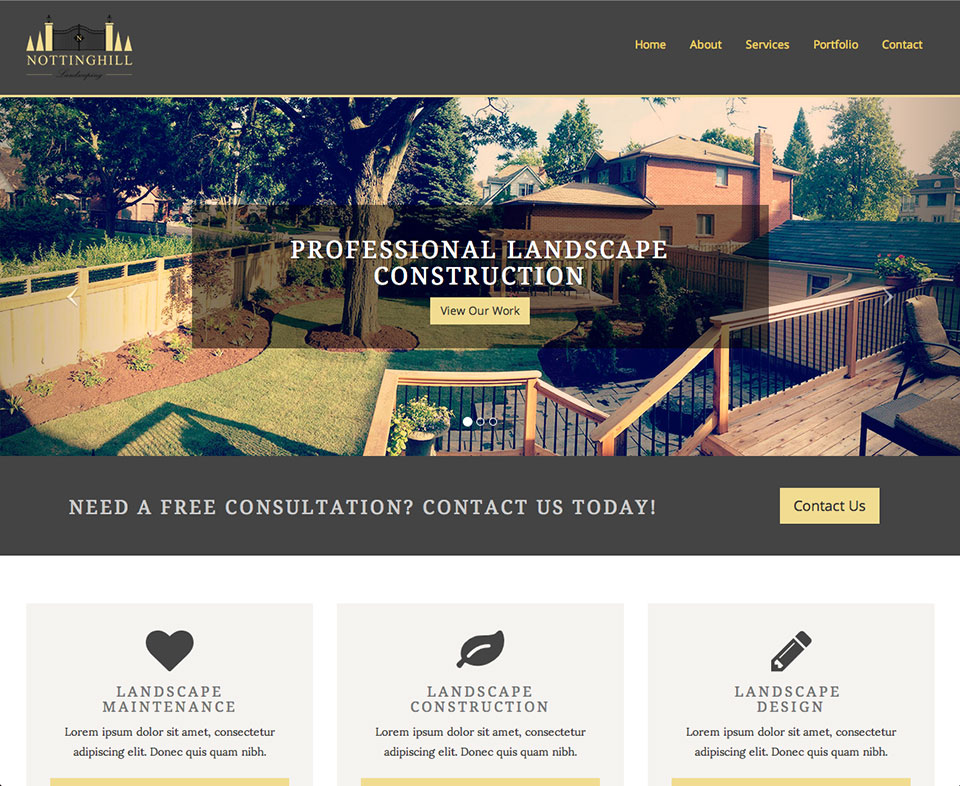 N
NOTTINGHILL
Landscaping
Home About Services Portfolio Contact
PROFESSIONAL LANDSCAPE
CONSTRUCTION
View Our Work
NEED A FREE CONSULTATION? CONTACT US TODAY!
Contact Us
LANDSCAPE
MAINTENANCE
Lorem ipsum dolor sit amet, consectetur
adipiscing elit. Donec quis quam nibh.
LANDSCAPE
CONSTRUCTION
Lorem ipsum dolor sit amet, consectetur
adipiscing elit. Donec quis quam nibh.
LANDSCAPE
DESIGN
Lorem ipsum dolor sit amet, consectetur
adipiscing elit. Donec quis quam nibh.